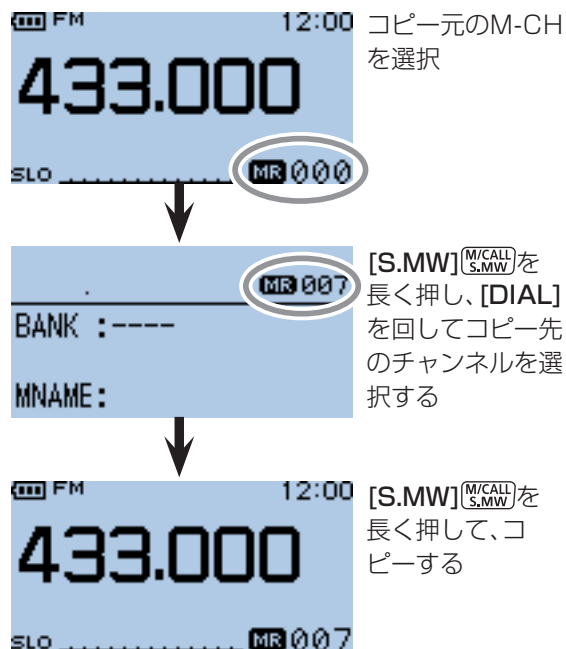 FM 12:00
433.000
SLO MR 000
コピー元のM-CH
を選択
. MR 007
BANK :----
MNAME:
[S.MW] M/CALL S.MW を
長く押し、[DIAL]
を回してコピー先
のチャンネルを選
択する
FM 12:00
433.000
SLO MR 007
[S.MW] M/CALL S.MW を
長く押して、コ
ピーする